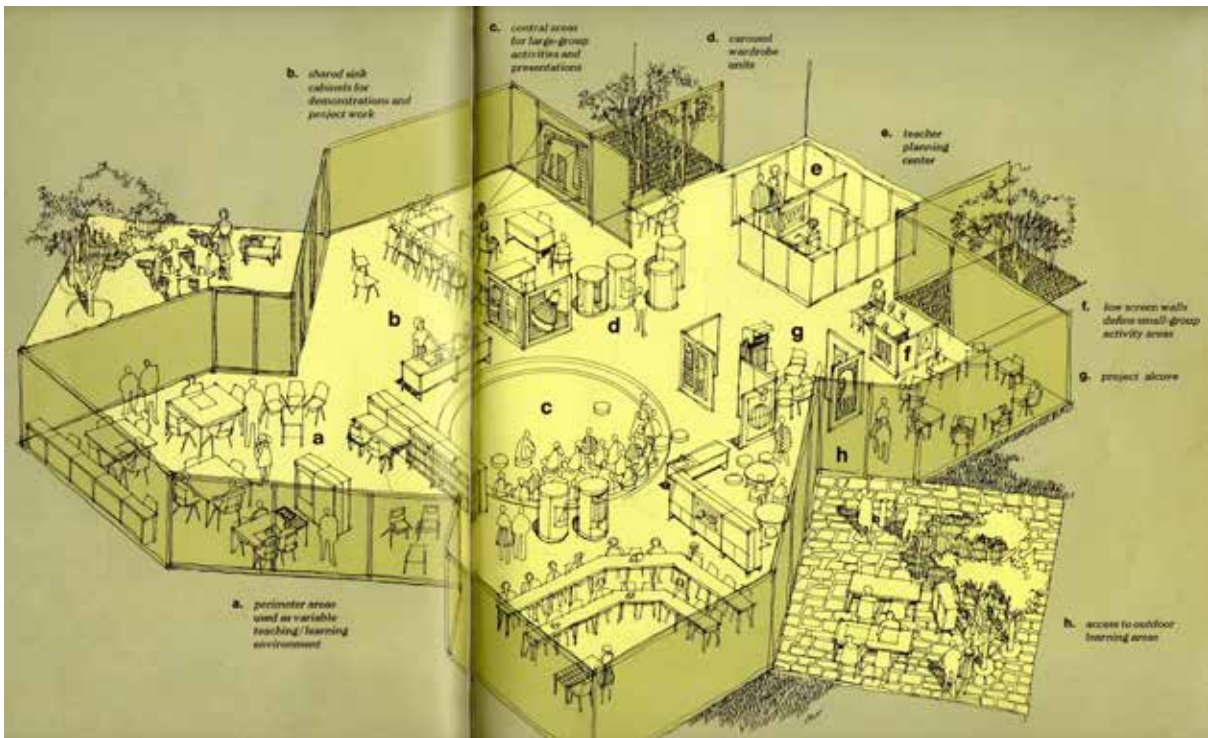 c. central areas
for large-group
activities and
presentations
d. carousel
wardrobe
units
b. shared sink
cabinets for
demonstrations and
project work
e. teacher
planning
center
e
f. low screen walls
define small-group
activity areas
b
d
g
f
g. project alcove
c
a
h
a. perimeter areas
used as variable
teaching/learning
environment
h. access to outdoor
learning areas